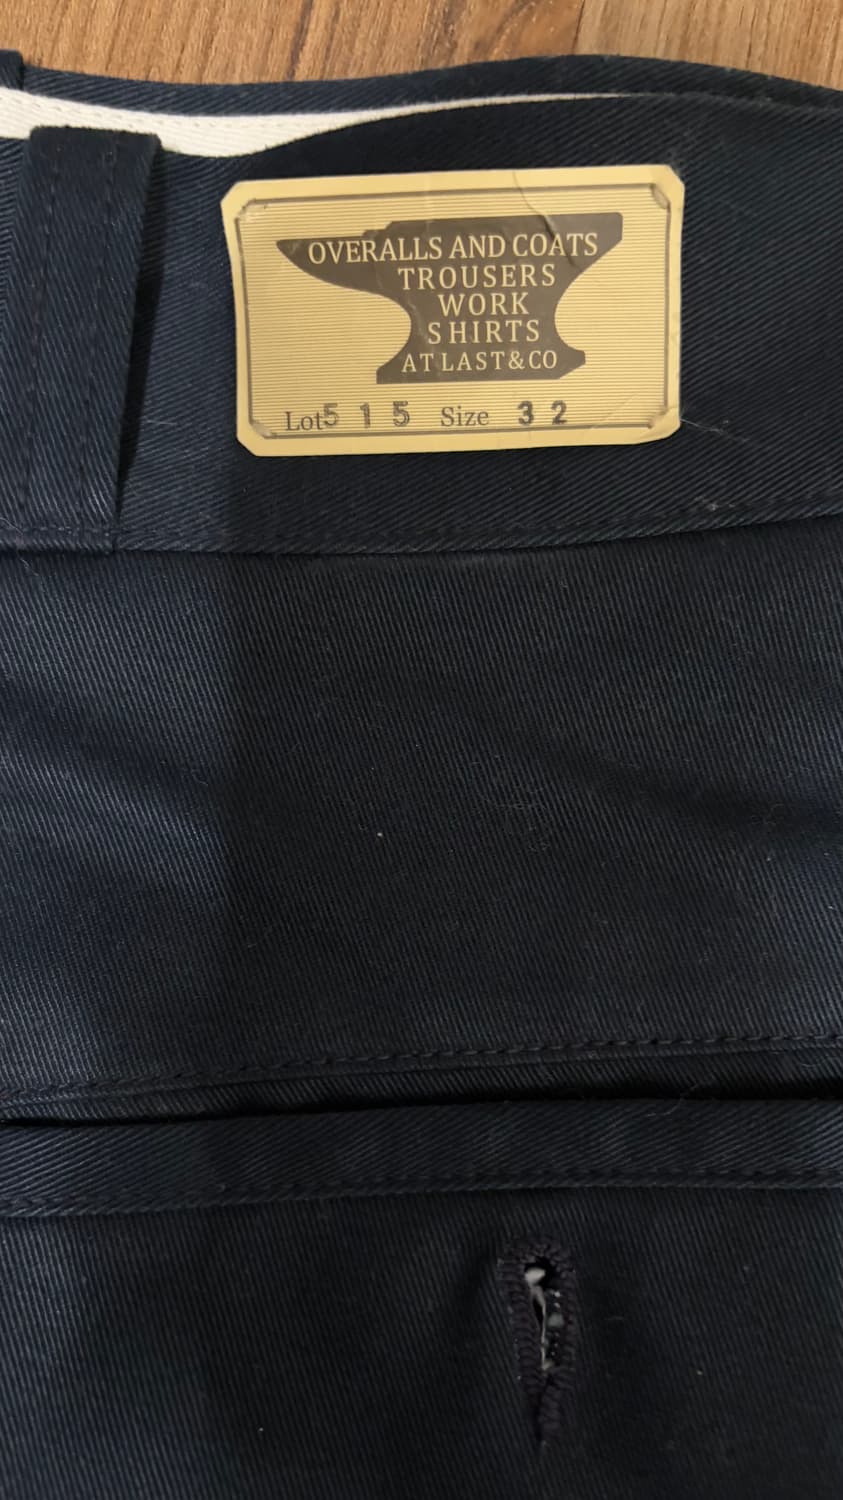 OVERALLS AND COATS
TROUSERS
WORK
SHIRTS
AT LAST&CO
Lot 5 1 5 Size 3 2